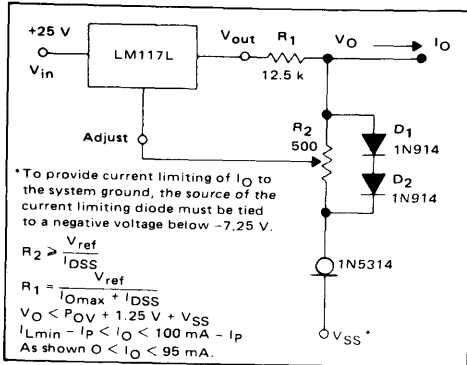 +25 V
V_in
LM117L
V_out
R_1
12.5 k
V_O
I_O
Adjust
R_2
500
D_1
1N914
D_2
1N914
*To provide current limiting of I_O to
the system ground, the source of the
current limiting diode must be tied
to a negative voltage below -7.25 V.
R_2 ≥ V_ref / I_DSS
R_1 = V_ref / I_Omax + I_DSS
V_O < P_OV + 1.25 V + V_SS
I_Lmin - I_P < I_O < 100 mA - I_P
As shown O < I_O < 95 mA.
1N5314
V_SS*